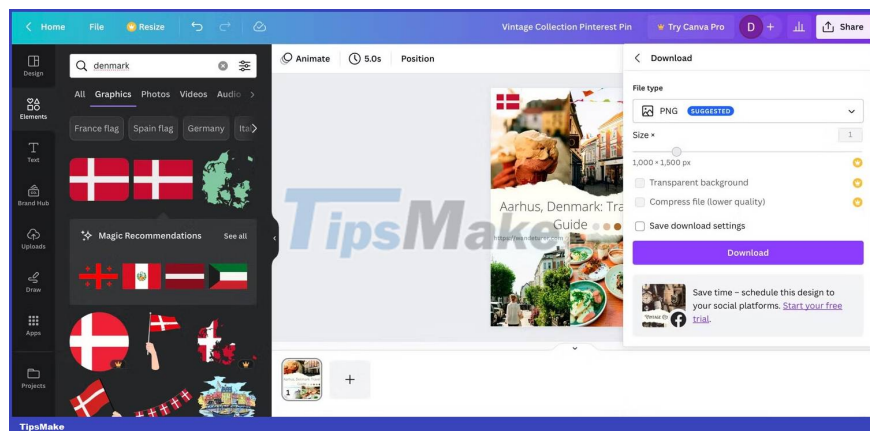 Home File Resize Vintage Collection Pinterest Pin Try Canva Pro D + Share
Design
Elements
Text
Brand Hub
Uploads
Draw
Apps
Projects
denmark
All Graphics Photos Videos Audio
France flag Spain flag Germany Ita
Magic Recommendations See all
Animate 5.0s Position
Aarhus, Denmark: Tra
Guide
TipsMake
1
+
Download
File type
PNG SUGGESTED
Size × 1
1,000 × 1,500 px
Transparent background
Compress file (lower quality)
Save download settings
Download
Save time – schedule this design to
your social platforms. Start your free
trial.
TipsMake